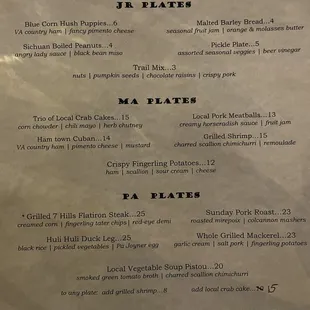 JR PLATES
Blue Corn Hush Puppies...6
VA country ham | fancy pimento cheese
Malted Barley Bread...4
seasonal fruit jam | orange & molasses butter
Sichuan Boiled Peanuts...4
angry lady sauce | black bean miso
Pickle Plate...5
assorted seasonal veggies | beer vinegar
Trail Mix...3
nuts | pumpkin seeds | chocolate raisins | crispy pork
MA PLATES
Trio of Local Crab Cakes...15
corn chowder | chili mayo | herb chutney
Local Pork Meatballs...13
creamy horseradish sauce | fruit jam
Ham town Cuban...14
VA country ham | pimento cheese | mustard
Grilled Shrimp...15
charred scallion chimichurri | remoulade
Crispy Fingerling Potatoes...12
ham | scallion | sour cream | cheese
PA PLATES
* Grilled 7 Hills Flatiron Steak...25
creamed corn | fingerling tater chips | red-eye demi
Sunday Pork Roast...23
roasted mirepoix | colcannon mashers
Huli Huli Duck Leg...23
black rice | pickled vegetables | Pa Joyner egg
Whole Grilled Mackerel...23
garlic cream | salt pork | fingerling potatoes
Local Vegetable Soup Pistou...20
smoked green tomato broth | charred scallion chimichurri
to any plate: add grilled shrimp...8
add local crab cake... 15